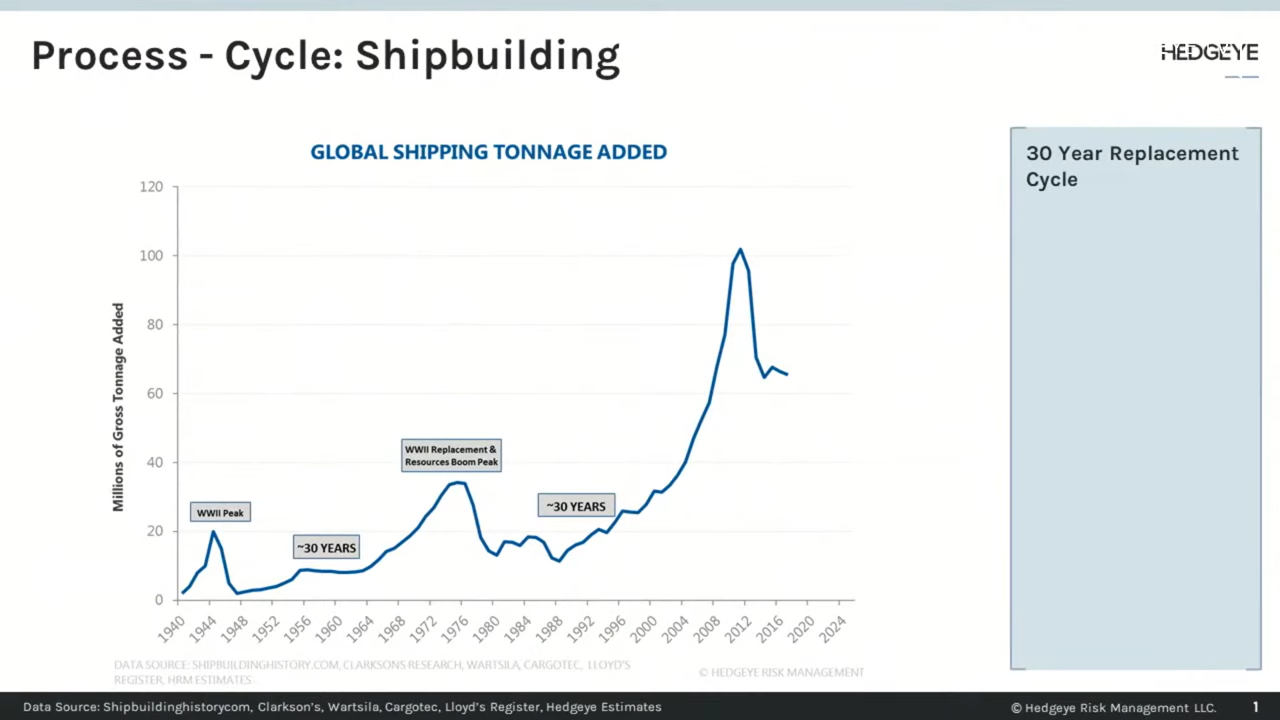 Process - Cycle: Shipbuilding
HEDGEYE
GLOBAL SHIPPING TONNAGE ADDED
30 Year Replacement
Cycle
120
100
80
60
40
20
0
Millions of Gross Tonnage Added
WWII Peak
~30 YEARS
WWII Replacement &
Resources Boom Peak
~30 YEARS
1940
1944
1948
1952
1956
1960
1964
1968
1972
1976
1980
1984
1988
1992
1996
2000
2004
2008
2012
2016
2020
2024
DATA SOURCE: SHIPBUILDINGHISTORY.COM, CLARKSONS RESEARCH, WARTSILA, CARGOTEC, LLOYD'S
REGISTER, HRM ESTIMATES
© HEDGEYE RISK MANAGEMENT
Data Source: Shipbuildinghistorycom, Clarkson's, Wartsila, Cargotec, Lloyd's Register, Hedgeye Estimates
© Hedgeye Risk Management LLC.
1